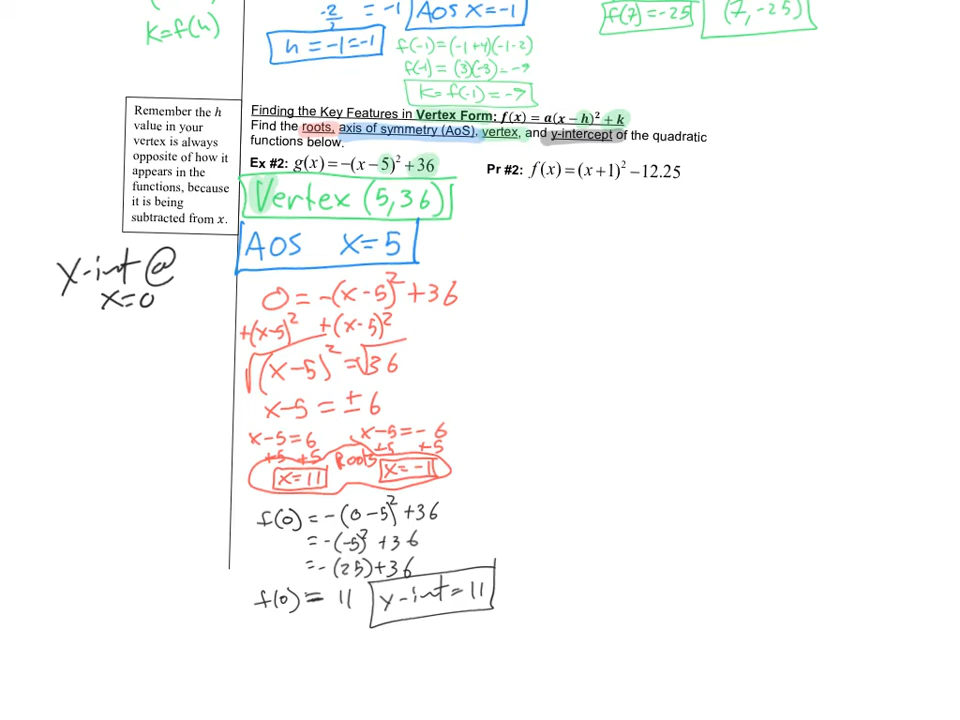 -2/2 = -1 AOS X=-1
f(7) = -25 (7, -25)
k=f(h)
h = -1 = -1
f(-1)=(-1+4)(-1-2)
f(-1) = (3)(-3) = -9
k = f(-1) = -9
Remember the h
value in your
vertex is always
opposite of how it
appears in the
functions, because
it is being
subtracted from x.
Finding the Key Features in Vertex Form: f(x) = a(x − h)² + k
Find the roots, axis of symmetry (AoS), vertex, and y-intercept of the quadratic
functions below.
Ex #2: g(x) = −(x − 5)² + 36
Pr #2: f(x) = (x + 1)² − 12.25
Vertex (5,36)
AOS X=5
y-int @
x=0
0 = -(x-5)² +36
+(x-5)² +(x-5)²
√(x-5)² = √36
x-5 = ± 6
x-5=6 x-5=-6
+5 +5 +5 +5
x=11 Roots x=-1
f(0) = -(0-5)² +36
= -(-5)² +36
= -(25)+36
f(0) = 11 y-int = 11